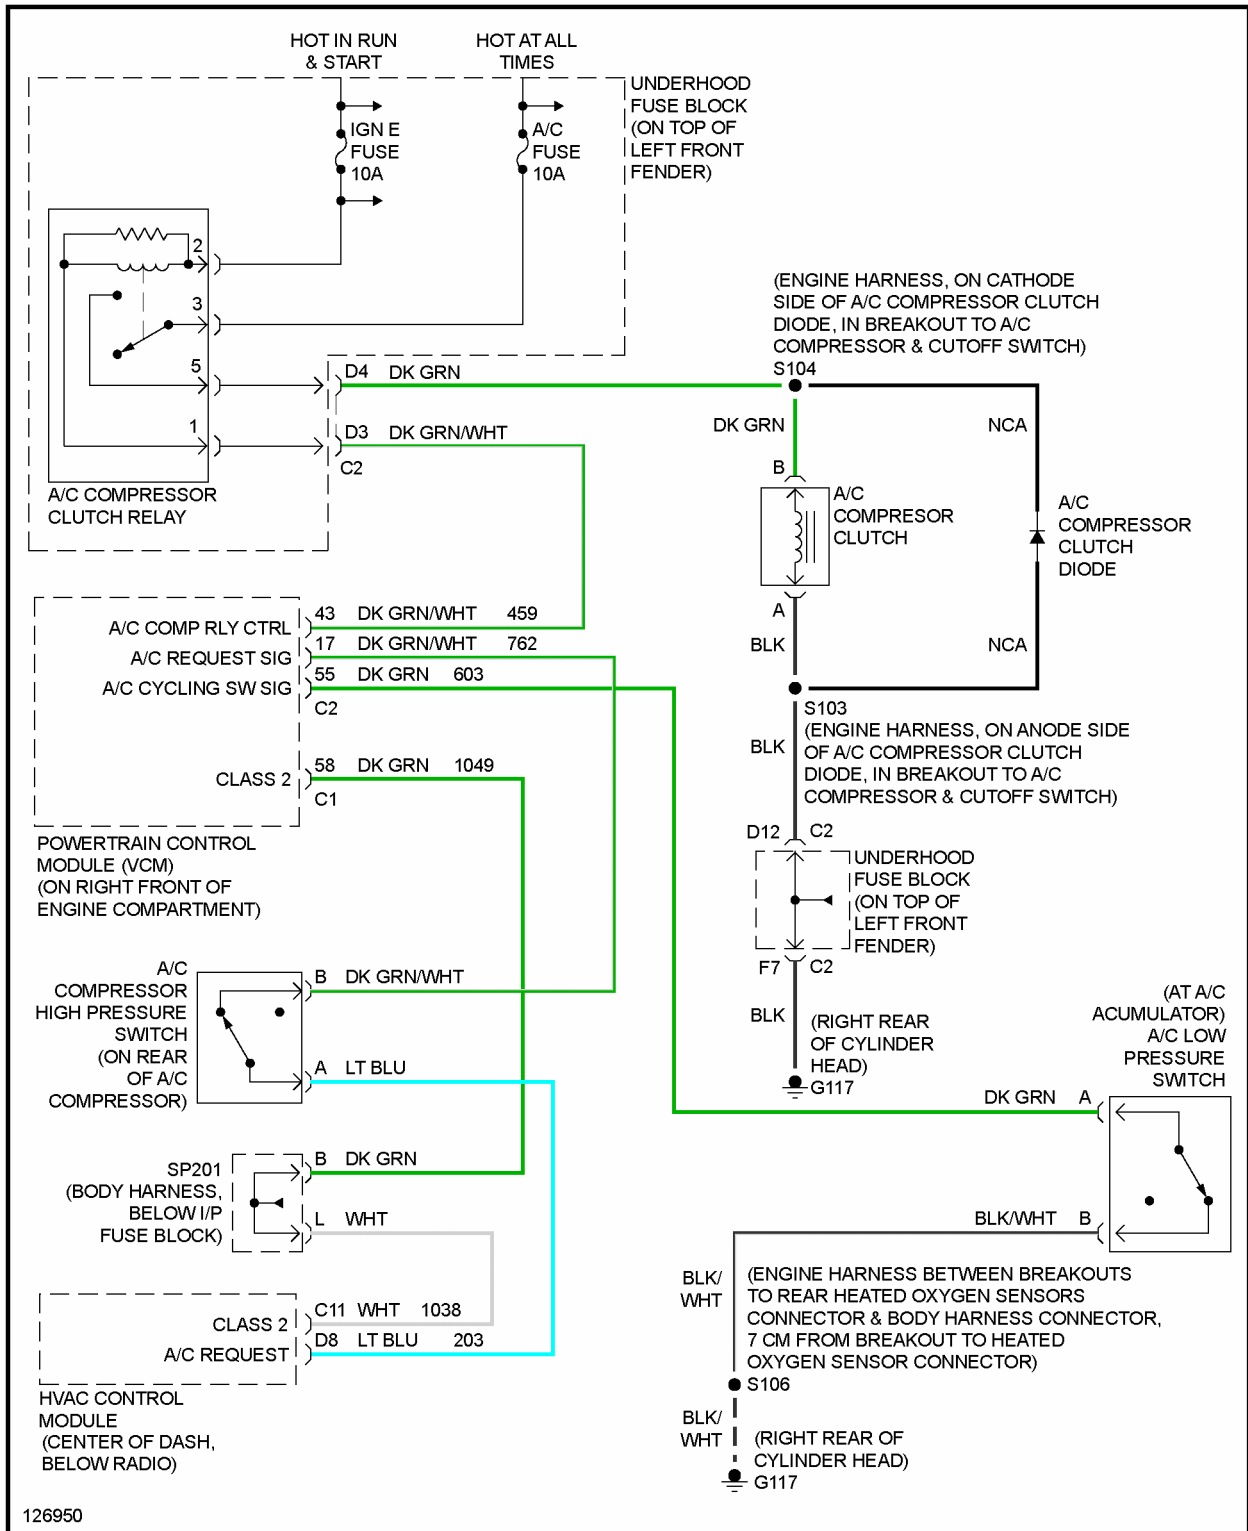 HOT IN RUN
& START
HOT AT ALL
TIMES
UNDERHOOD
FUSE BLOCK
(ON TOP OF
LEFT FRONT
FENDER)
IGN E
FUSE
10A
A/C
FUSE
10A
2
3
5
1
A/C COMPRESSOR
CLUTCH RELAY
D4 DK GRN
D3 DK GRN/WHT
C2
(ENGINE HARNESS, ON CATHODE
SIDE OF A/C COMPRESSOR CLUTCH
DIODE, IN BREAKOUT TO A/C
COMPRESSOR & CUTOFF SWITCH)
S104
DK GRN
NCA
B
A/C
COMPRESOR
CLUTCH
A/C
COMPRESSOR
CLUTCH
DIODE
A
BLK
NCA
S103
(ENGINE HARNESS, ON ANODE SIDE
OF A/C COMPRESSOR CLUTCH
DIODE, IN BREAKOUT TO A/C
COMPRESSOR & CUTOFF SWITCH)
BLK
D12 C2
UNDERHOOD
FUSE BLOCK
(ON TOP OF
LEFT FRONT
FENDER)
F7 C2
BLK
(RIGHT REAR
OF CYLINDER
HEAD)
G117
A/C COMP RLY CTRL
43 DK GRN/WHT 459
A/C REQUEST SIG
17 DK GRN/WHT 762
A/C CYCLING SW SIG
55 DK GRN 603
C2
CLASS 2
58 DK GRN 1049
C1
POWERTRAIN CONTROL
MODULE (VCM)
(ON RIGHT FRONT OF
ENGINE COMPARTMENT)
A/C
COMPRESSOR
HIGH PRESSURE
SWITCH
(ON REAR
OF A/C
COMPRESSOR)
B DK GRN/WHT
A LT BLU
SP201
(BODY HARNESS,
BELOW I/P
FUSE BLOCK)
B DK GRN
L WHT
CLASS 2
C11 WHT 1038
A/C REQUEST
D8 LT BLU 203
HVAC CONTROL
MODULE
(CENTER OF DASH,
BELOW RADIO)
(AT A/C
ACUMULATOR)
A/C LOW
PRESSURE
SWITCH
DK GRN A
BLK/WHT B
BLK/
WHT
(ENGINE HARNESS BETWEEN BREAKOUTS
TO REAR HEATED OXYGEN SENSORS
CONNECTOR & BODY HARNESS CONNECTOR,
7 CM FROM BREAKOUT TO HEATED
OXYGEN SENSOR CONNECTOR)
S106
BLK/
WHT
(RIGHT REAR OF
CYLINDER HEAD)
G117
126950